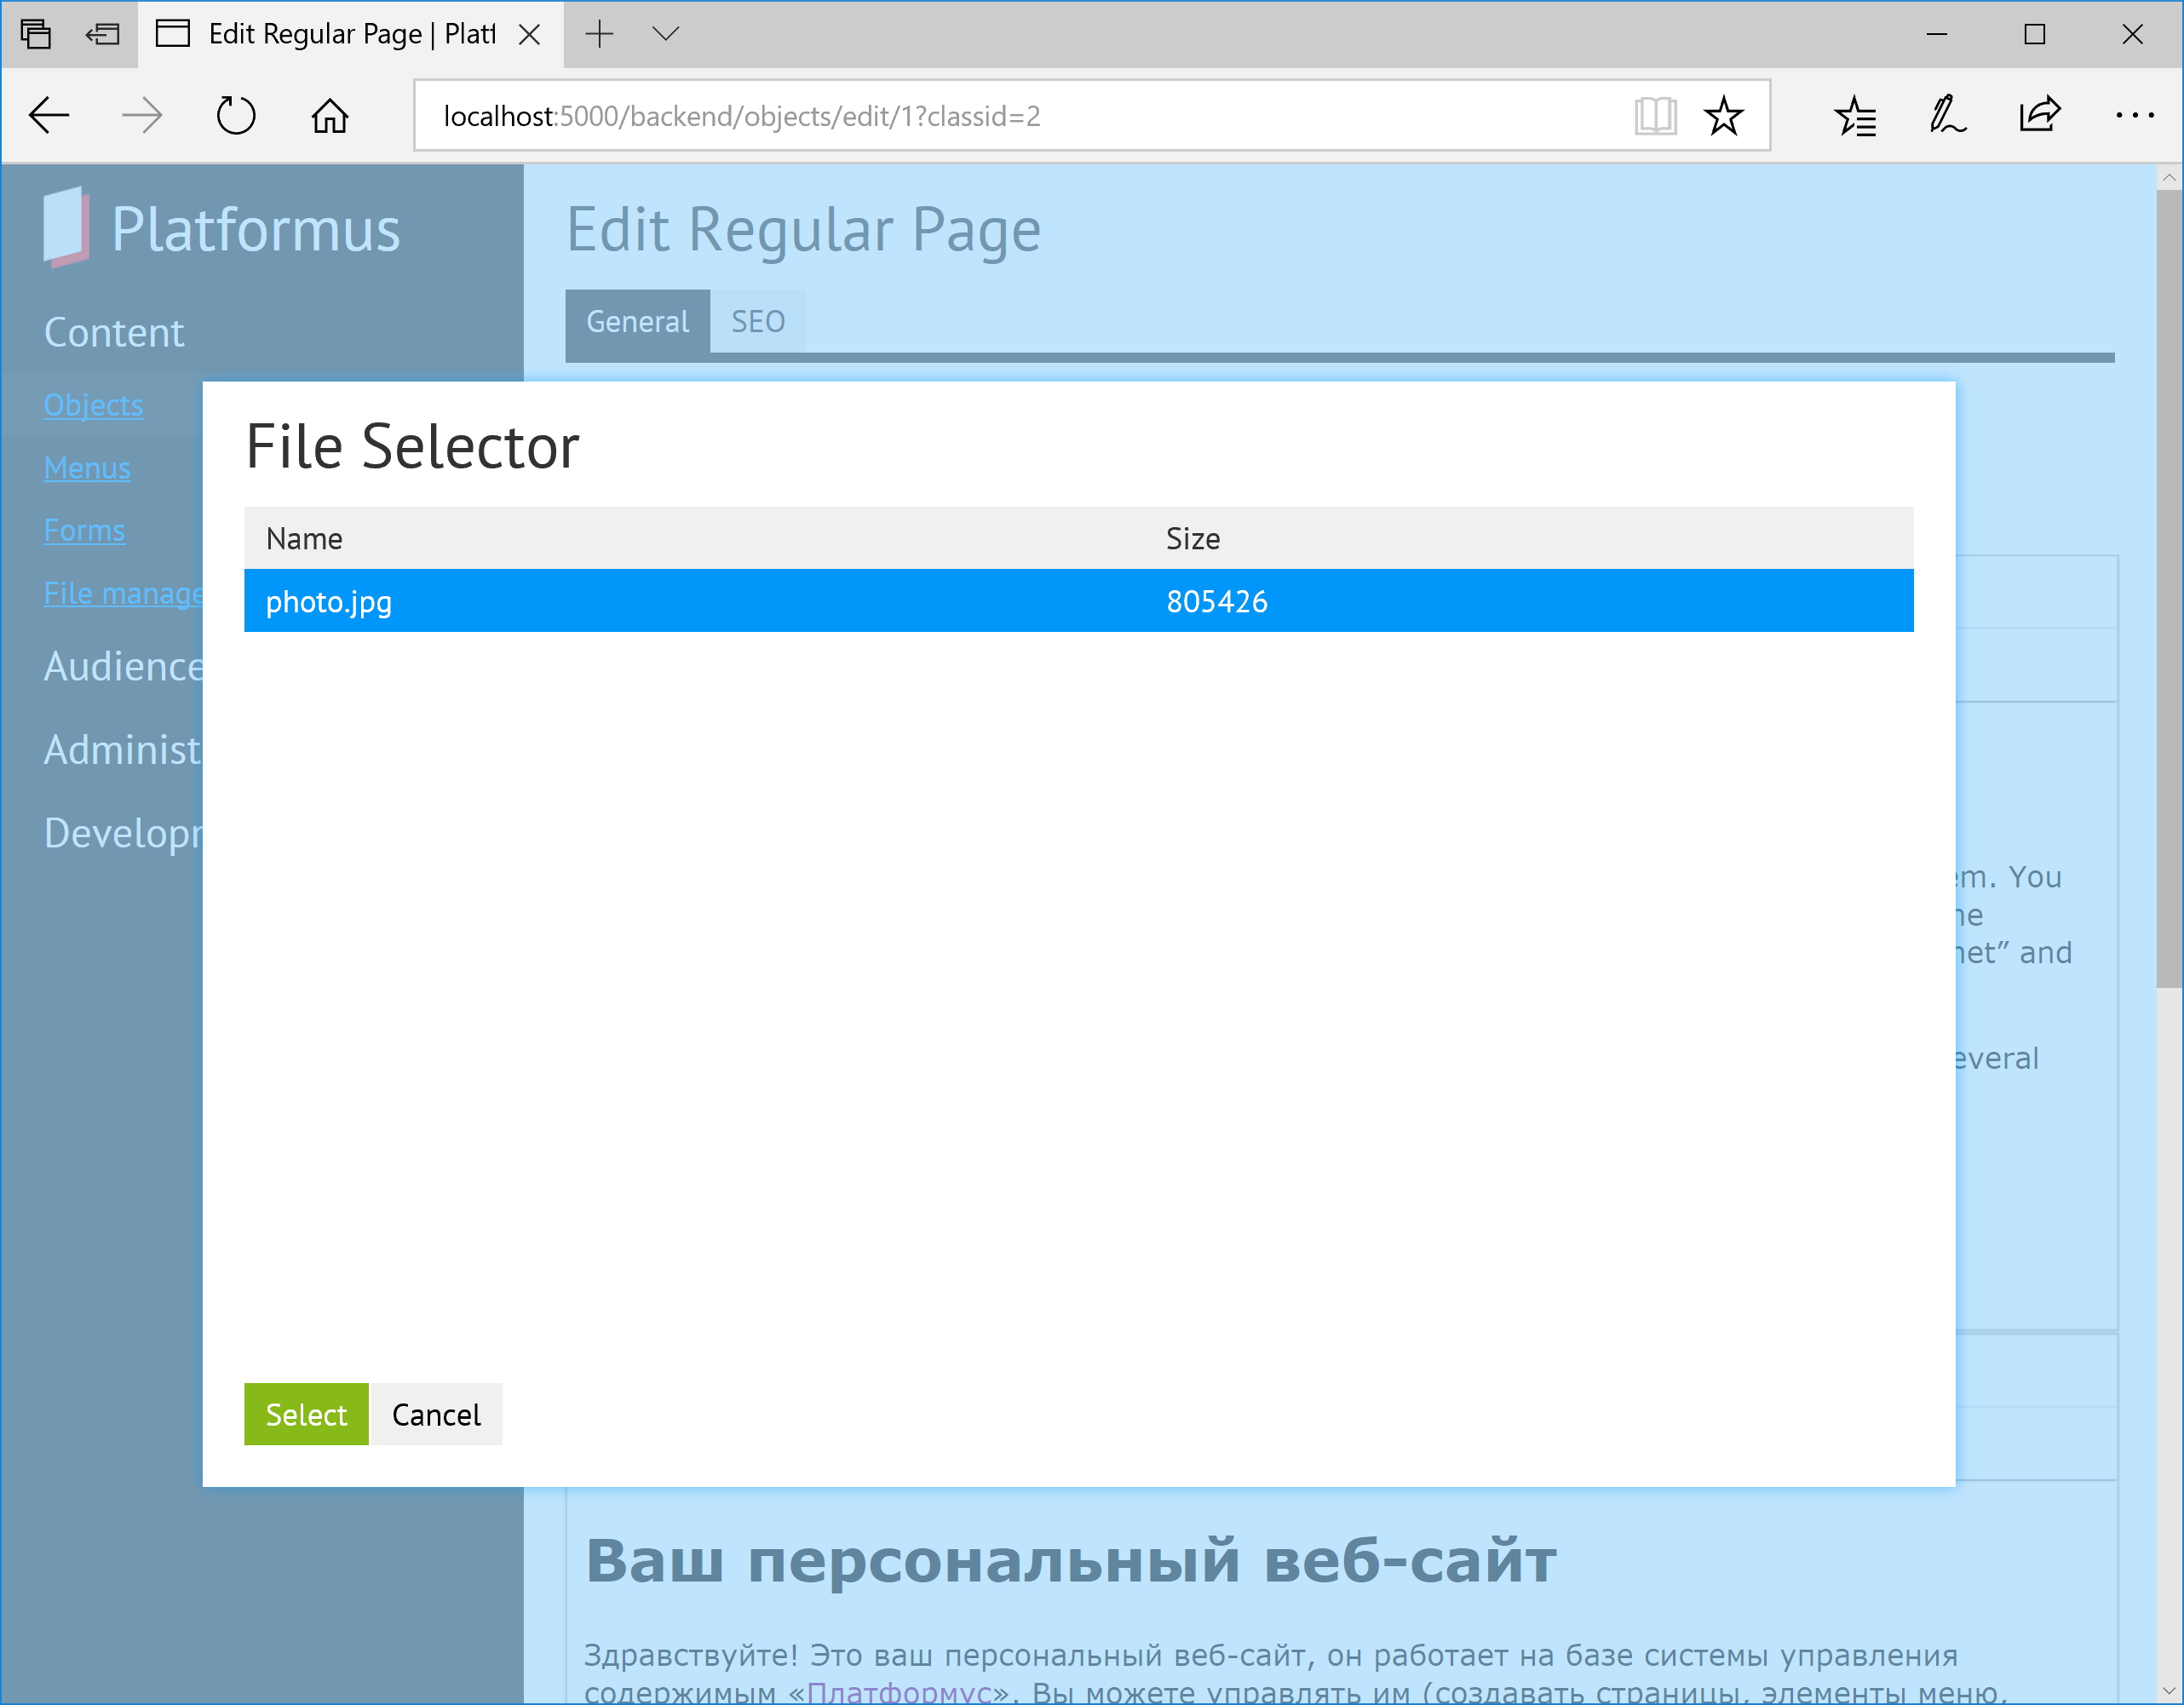 Edit Regular Page | Platf
localhost:5000/backend/objects/edit/1?classid=2
Platformus
Content
Objects
Menus
Forms
File manage
Audience
Administ
Develop
Edit Regular Page
General SEO
File Selector
Name Size
photo.jpg 805426
Select Cancel
em. You
he
net” and
everal
Ваш персональный веб-сайт
Здравствуйте! Это ваш персональный веб-сайт, он работает на базе системы управления
содержимым «Платформус». Вы можете управлять им (создавать страницы, элементы меню,